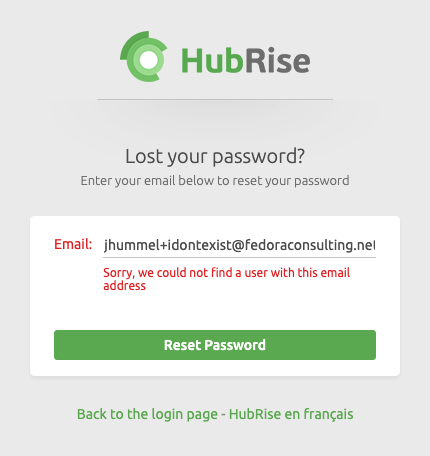 HubRise
Lost your password?
Enter your email below to reset your password
Email: jhummel+idontexist@fedoraconsulting.net
Sorry, we could not find a user with this email
address
Reset Password
Back to the login page - HubRise en français